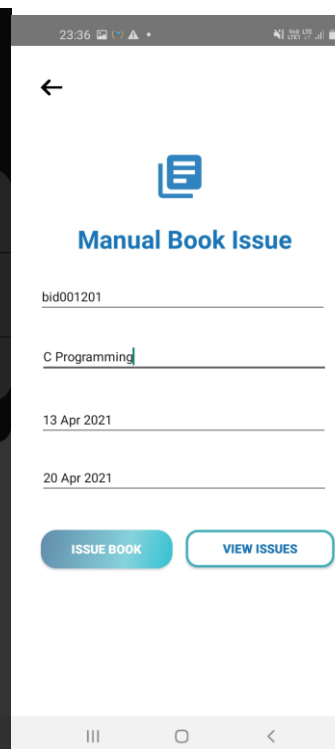 23:36
Manual Book Issue
bid001201
C Programming
13 Apr 2021
20 Apr 2021
ISSUE BOOK VIEW ISSUES